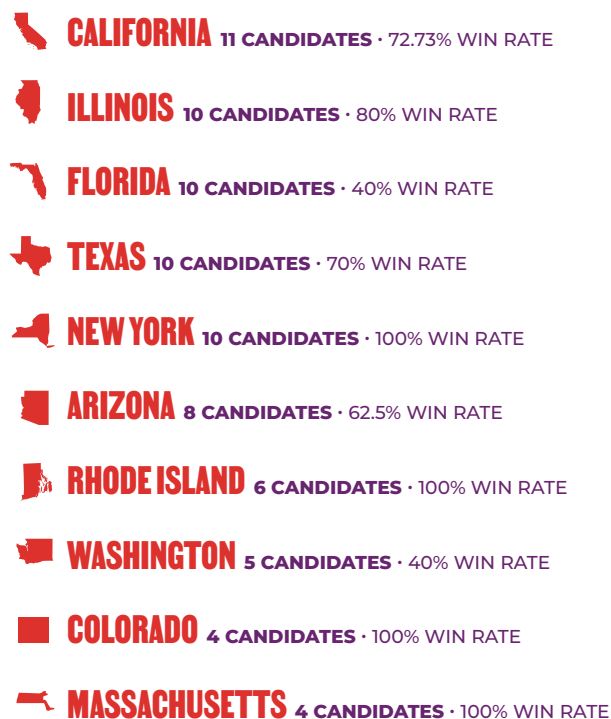 CALIFORNIA 11 CANDIDATES · 72.73% WIN RATE
ILLINOIS 10 CANDIDATES · 80% WIN RATE
FLORIDA 10 CANDIDATES · 40% WIN RATE
TEXAS 10 CANDIDATES · 70% WIN RATE
NEW YORK 10 CANDIDATES · 100% WIN RATE
ARIZONA 8 CANDIDATES · 62.5% WIN RATE
RHODE ISLAND 6 CANDIDATES · 100% WIN RATE
WASHINGTON 5 CANDIDATES · 40% WIN RATE
COLORADO 4 CANDIDATES · 100% WIN RATE
MASSACHUSETTS 4 CANDIDATES · 100% WIN RATE